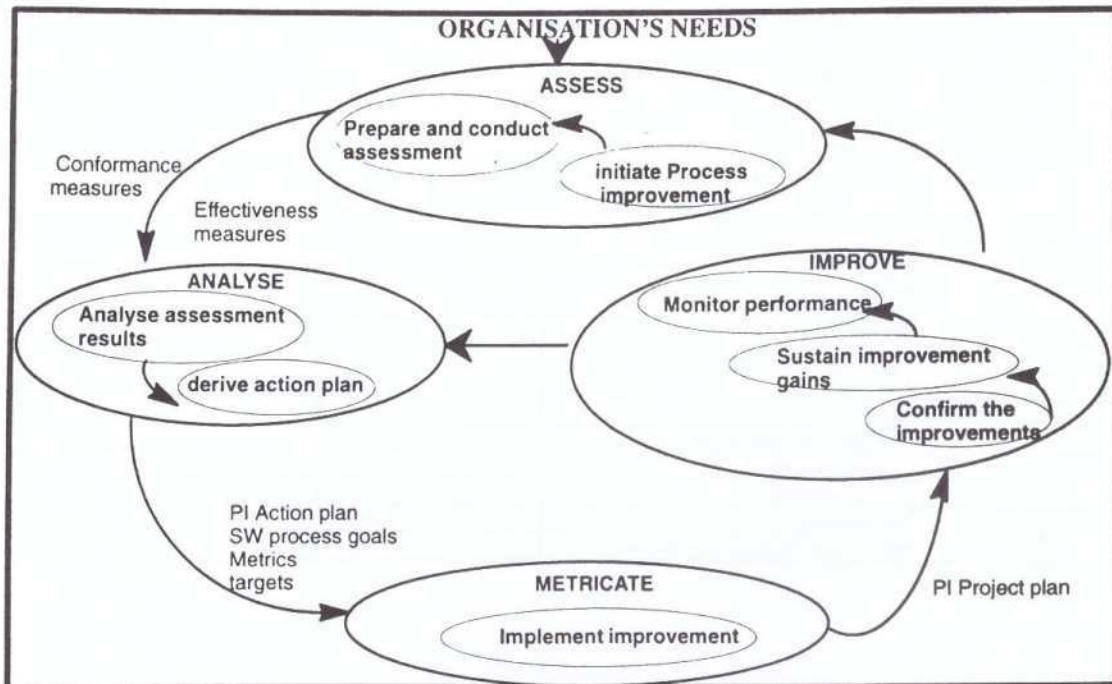 ORGANISATION'S NEEDS
ASSESS
Prepare and conduct
assessment
initiate Process
improvement
Conformance
measures
Effectiveness
measures
ANALYSE
Analyse assessment
results
derive action plan
IMPROVE
Monitor performance
Sustain improvement
gains
Confirm the
improvements
PI Action plan
SW process goals
Metrics
targets
METRICATE
Implement improvement
PI Project plan